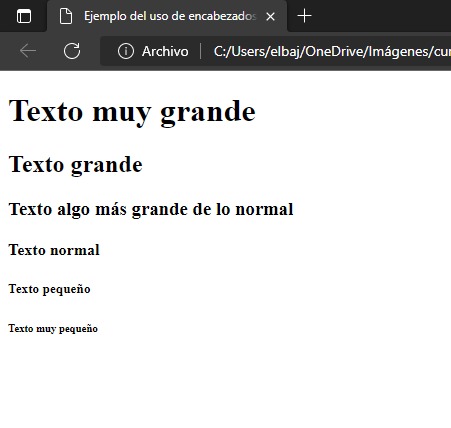 Ejemplo del uso de encabezados
Archivo C:/Users/elbaj/OneDrive/Imágenes/cur
Texto muy grande
Texto grande
Texto algo más grande de lo normal
Texto normal
Texto pequeño
Texto muy pequeño